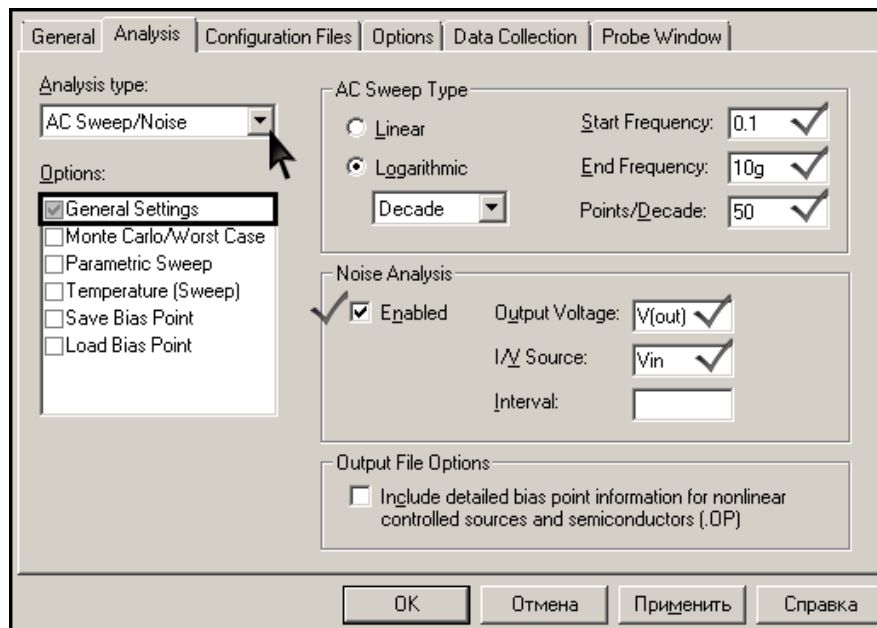 General Analysis Configuration Files Options Data Collection Probe Window
Analysis type:
AC Sweep/Noise
Options:
General Settings
Monte Carlo/Worst Case
Parametric Sweep
Temperature (Sweep)
Save Bias Point
Load Bias Point
AC Sweep Type
Linear
Logarithmic
Decade
Start Frequency: 0.1
End Frequency: 10g
Points/Decade: 50
Noise Analysis
Enabled
Output Voltage: V(out)
I/V Source: Vin
Interval:
Output File Options
Include detailed bias point information for nonlinear
controlled sources and semiconductors (.OP)
OK Отмена Применить Справка